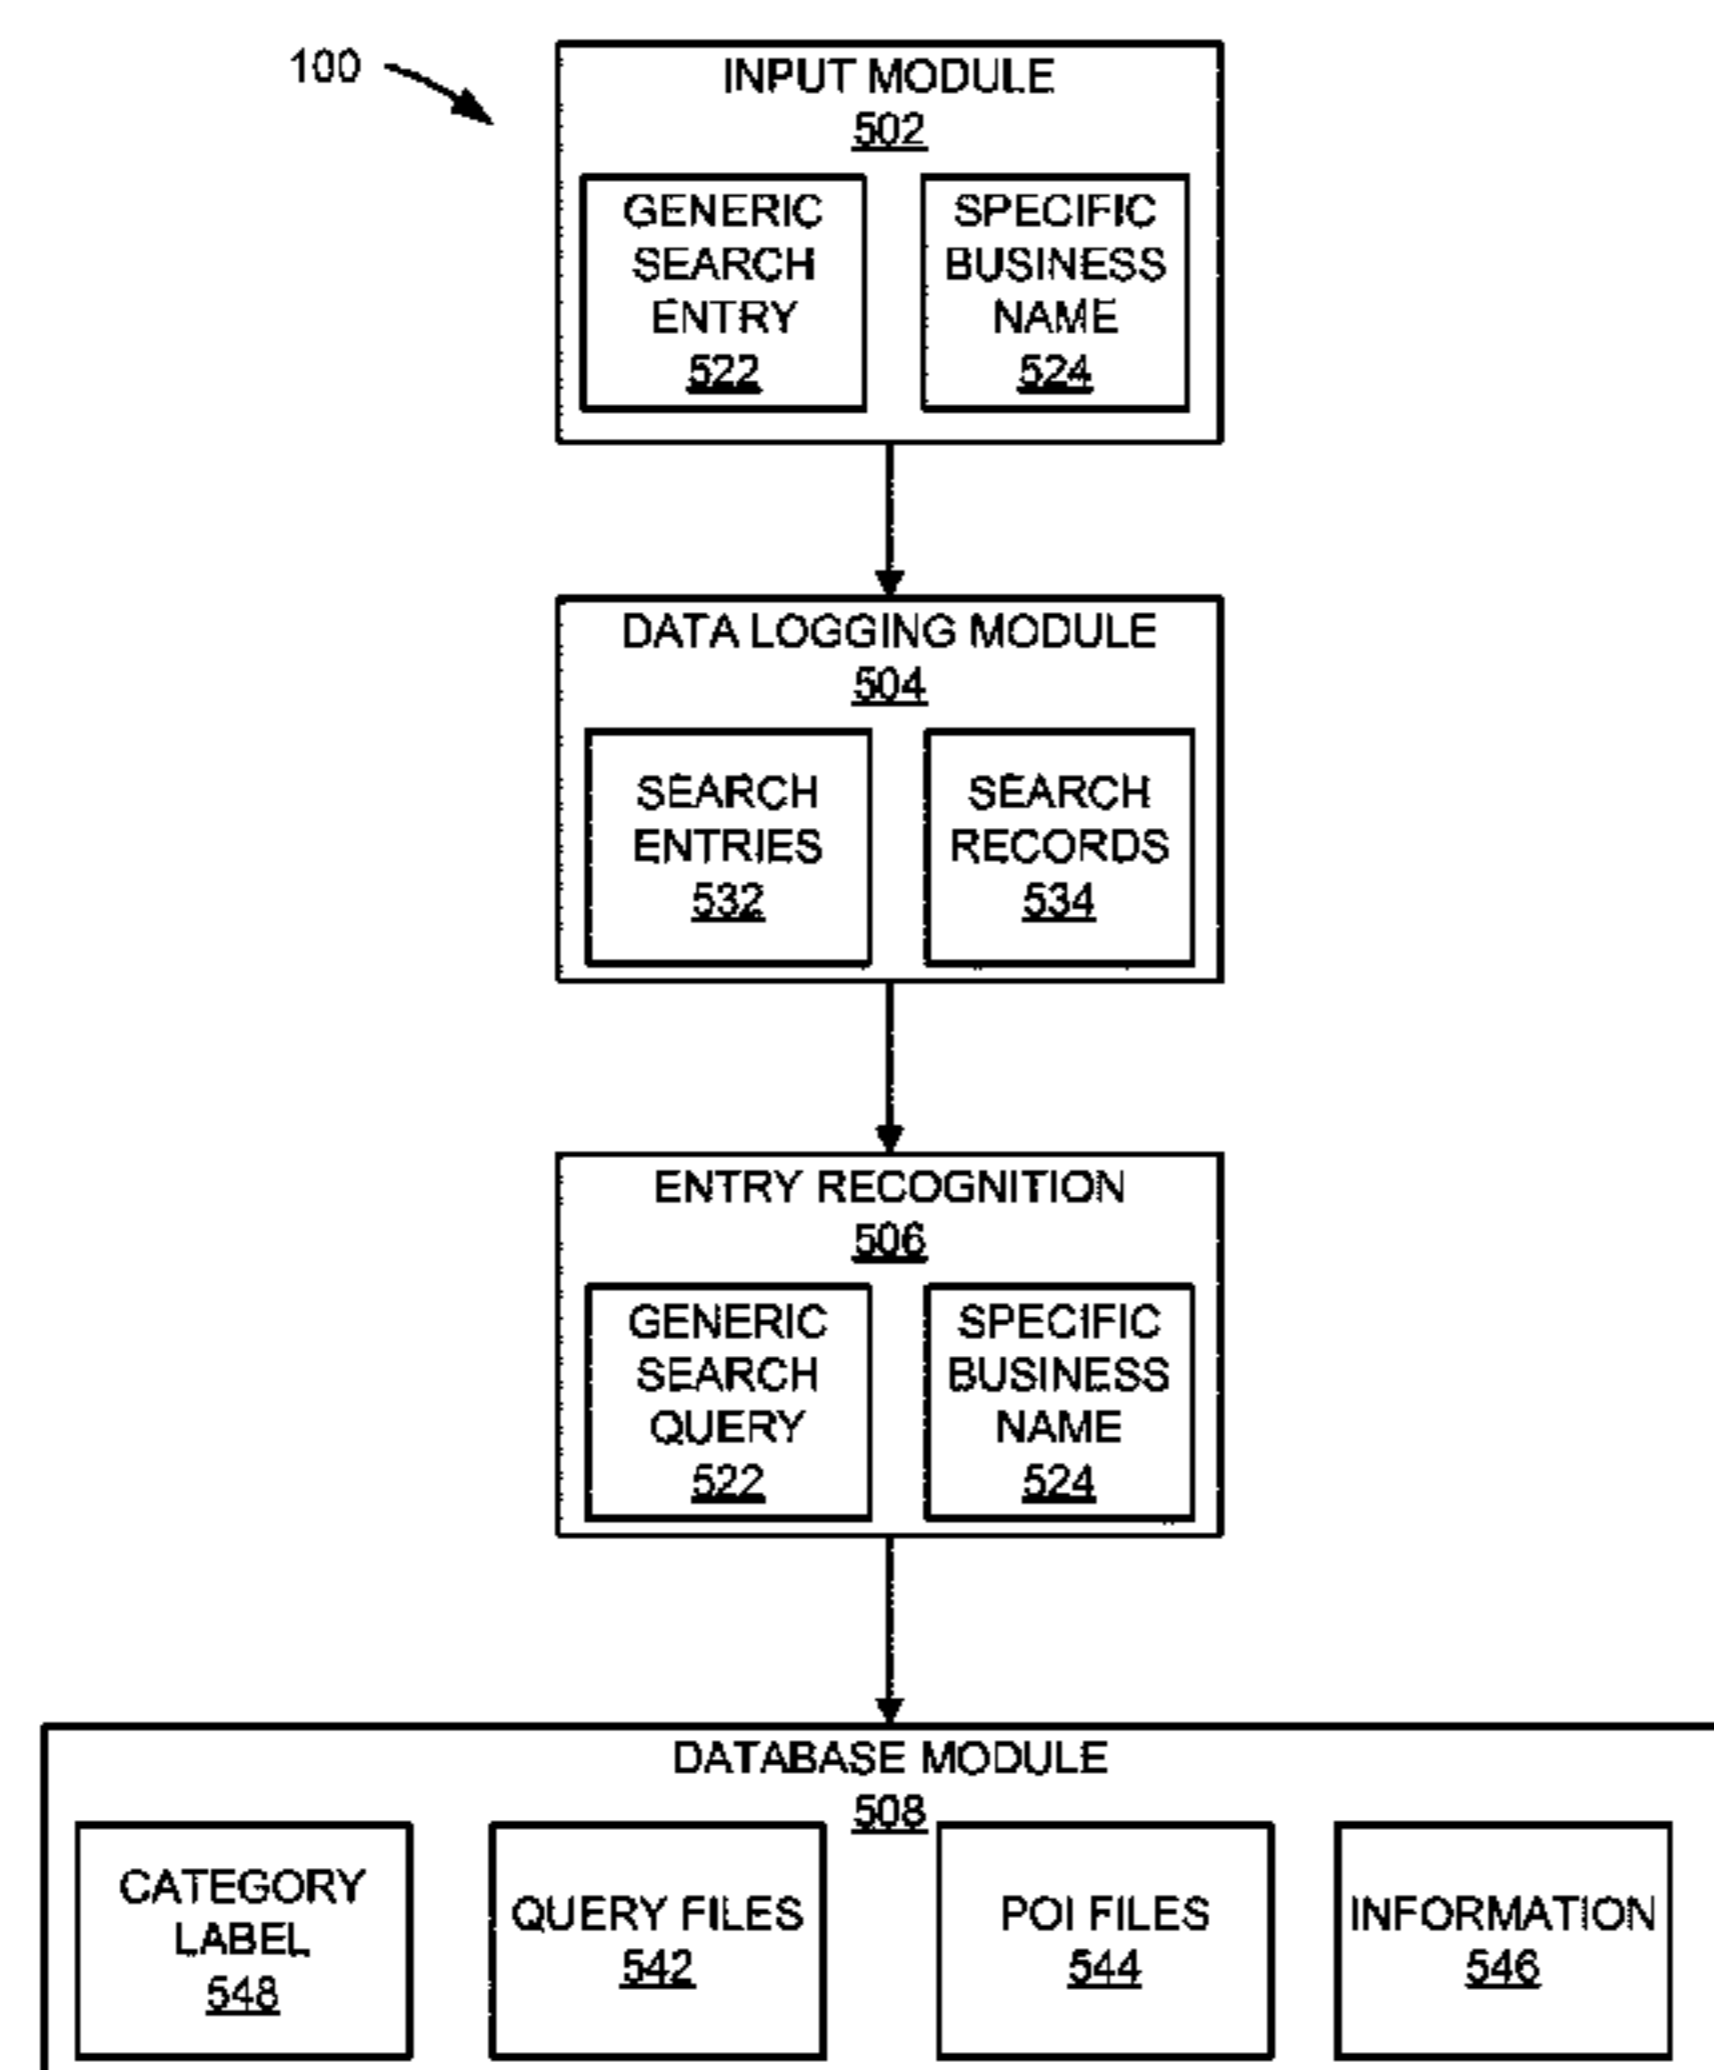 100
INPUT MODULE
502
GENERIC
SEARCH
ENTRY
522
SPECIFIC
BUSINESS
NAME
524
DATA LOGGING MODULE
504
SEARCH
ENTRIES
532
SEARCH
RECORDS
534
ENTRY RECOGNITION
506
GENERIC
SEARCH
QUERY
522
SPECIFIC
BUSINESS
NAME
524
DATABASE MODULE
508
CATEGORY
LABEL
548
QUERY FILES
542
POI FILES
544
INFORMATION
546